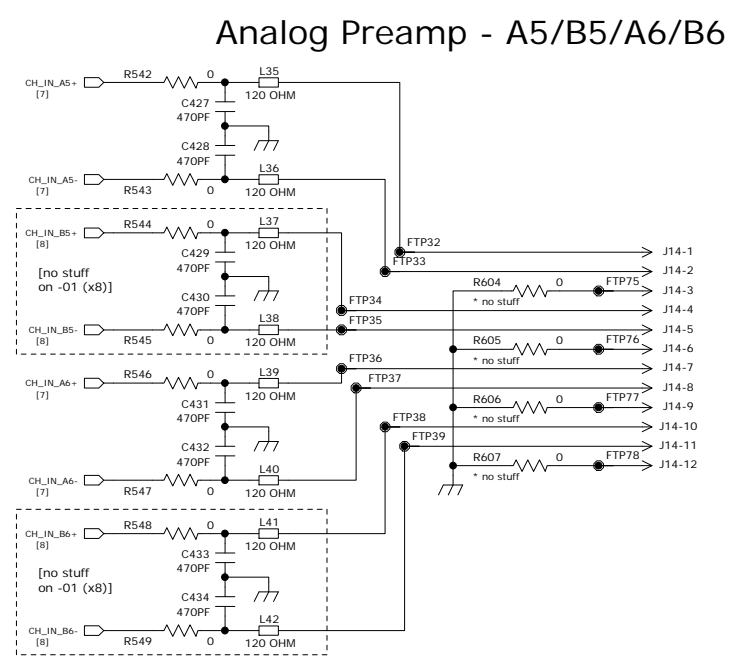 Analog Preamp - A5/B5/A6/B6
CH_IN_A5+
[7]
R542
0
L35
120 OHM
C427
470PF
C428
470PF
CH_IN_A5-
[7]
R543
0
L36
120 OHM
CH_IN_B5+
[8]
R544
0
L37
120 OHM
C429
470PF
[no stuff
on -01 (x8)]
C430
470PF
CH_IN_B5-
[8]
R545
0
L38
120 OHM
CH_IN_A6+
[7]
R546
0
L39
120 OHM
C431
470PF
C432
470PF
CH_IN_A6-
[7]
R547
0
L40
120 OHM
CH_IN_B6+
[8]
R548
0
L41
120 OHM
C433
470PF
[no stuff
on -01 (x8)]
C434
470PF
CH_IN_B6-
[8]
R549
0
L42
120 OHM
FTP32
J14-1
FTP33
J14-2
R604
0
FTP75
J14-3
* no stuff
FTP34
J14-4
FTP35
J14-5
R605
0
FTP76
J14-6
* no stuff
FTP36
J14-7
FTP37
J14-8
R606
0
FTP77
J14-9
* no stuff
FTP38
J14-10
FTP39
J14-11
R607
0
FTP78
J14-12
* no stuff